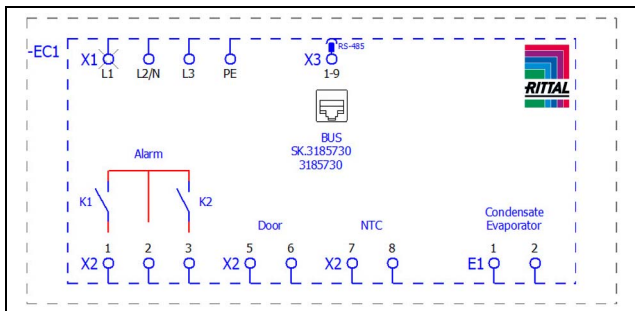 -EC1
X1
L1
L2/N
L3
PE
X3
RS-485
1-9
RITTAL
BUS
SK.3185730
3185730
Alarm
K1
K2
Door
NTC
Condensate
Evaporator
X2
1
2
3
X2
5
6
X2
7
8
E1
1
2